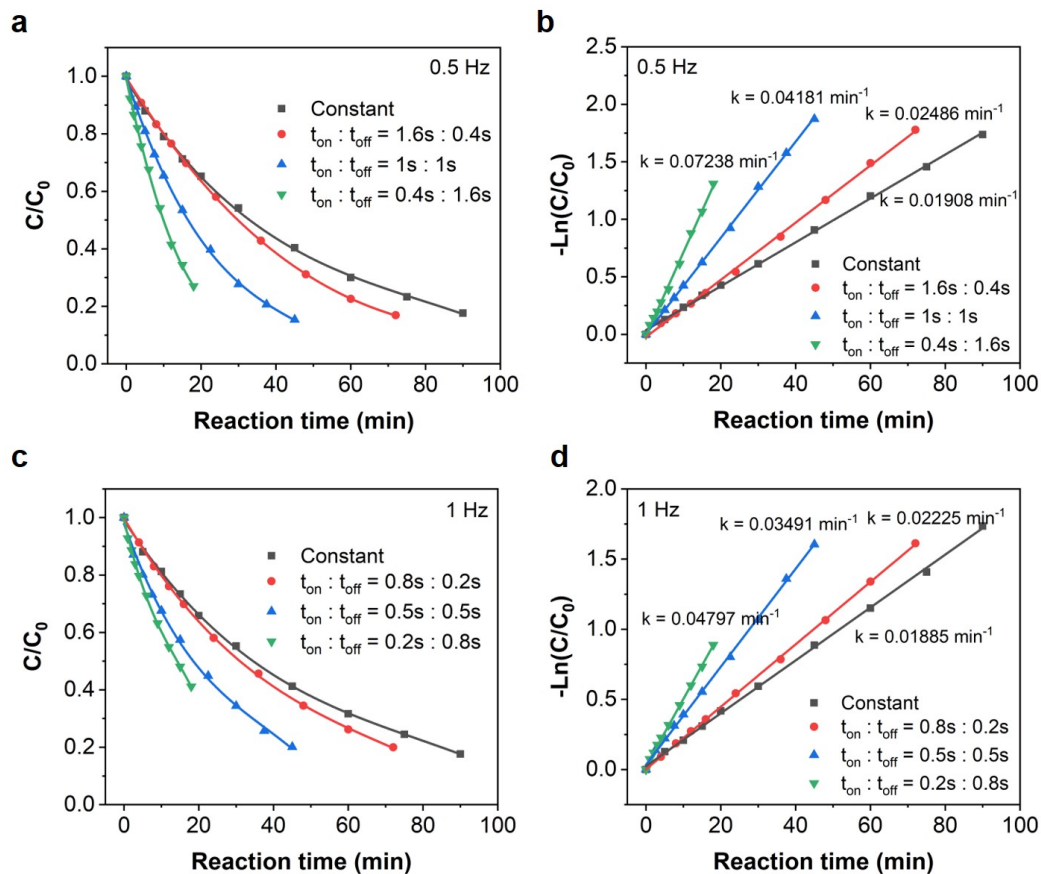 a
0.5 Hz
Constant
t_on : t_off = 1.6s : 0.4s
t_on : t_off = 1s : 1s
t_on : t_off = 0.4s : 1.6s
C/C_0
1.0
0.8
0.6
0.4
0.2
0.0
0 20 40 60 80 100
Reaction time (min)
b
0.5 Hz
k = 0.04181 min^-1
k = 0.02486 min^-1
k = 0.07238 min^-1
k = 0.01908 min^-1
Constant
t_on : t_off = 1.6s : 0.4s
t_on : t_off = 1s : 1s
t_on : t_off = 0.4s : 1.6s
-Ln(C/C_0)
2.5
2.0
1.5
1.0
0.5
0.0
0 20 40 60 80 100
Reaction time (min)
c
1 Hz
Constant
t_on : t_off = 0.8s : 0.2s
t_on : t_off = 0.5s : 0.5s
t_on : t_off = 0.2s : 0.8s
C/C_0
1.0
0.8
0.6
0.4
0.2
0.0
0 20 40 60 80 100
Reaction time (min)
d
1 Hz
k = 0.03491 min^-1
k = 0.02225 min^-1
k = 0.04797 min^-1
k = 0.01885 min^-1
Constant
t_on : t_off = 0.8s : 0.2s
t_on : t_off = 0.5s : 0.5s
t_on : t_off = 0.2s : 0.8s
-Ln(C/C_0)
2.0
1.5
1.0
0.5
0.0
0 20 40 60 80 100
Reaction time (min)